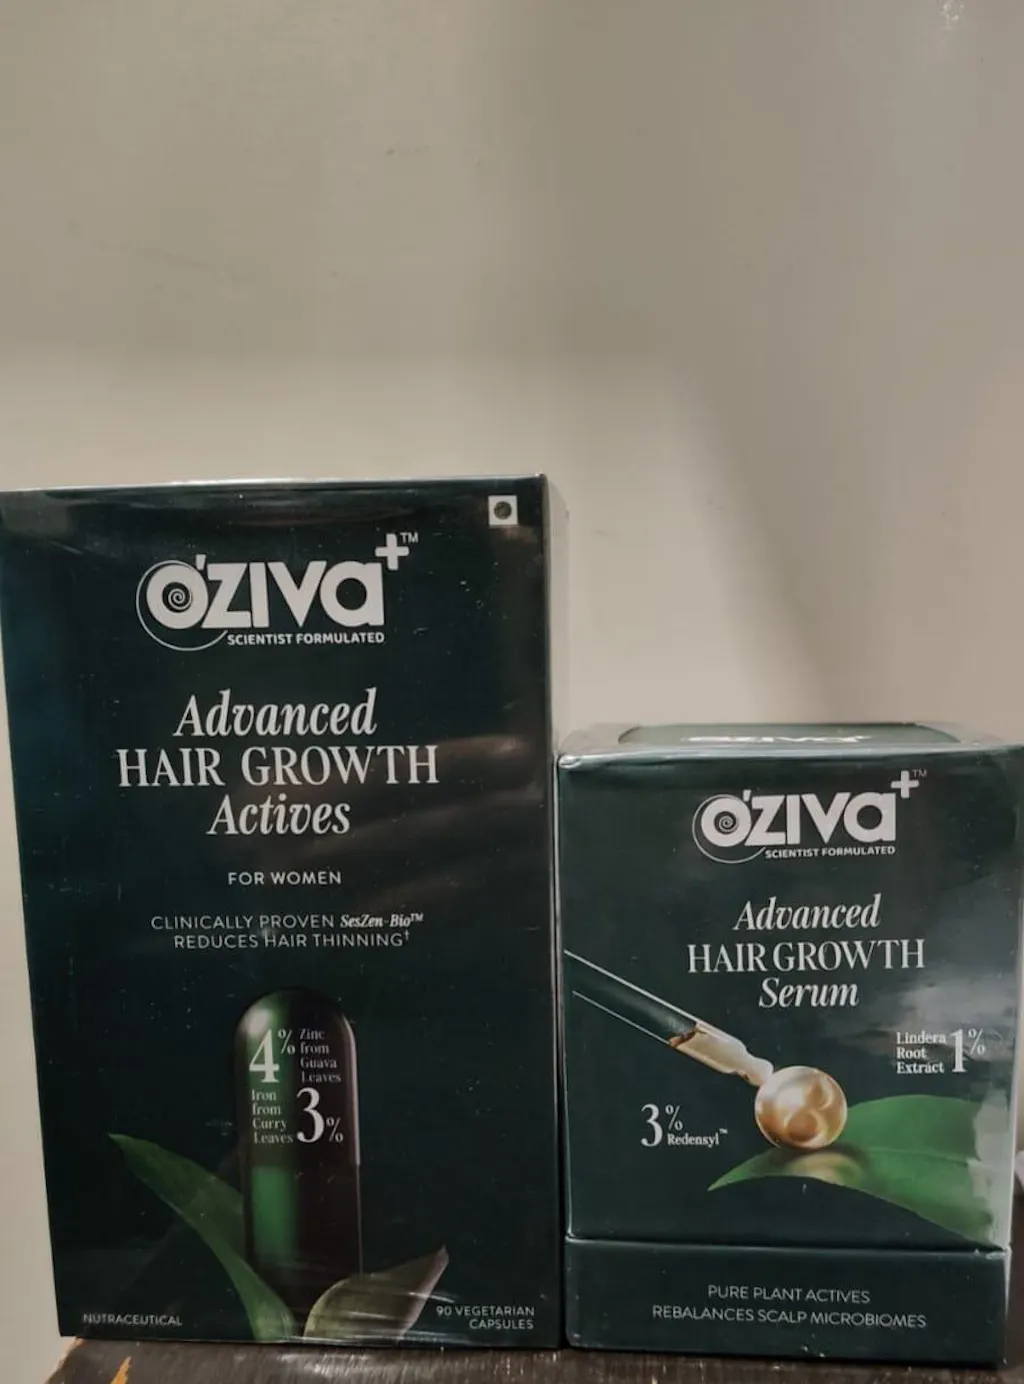 O'ZIVA+™
SCIENTIST FORMULATED
Advanced
HAIR GROWTH
Actives
FOR WOMEN
CLINICALLY PROVEN SesZen-Bio™
REDUCES HAIR THINNING†
4% Zinc
from
Guava
Leaves
Iron
from
Curry
Leaves 3%
NUTRACEUTICAL
90 VEGETARIAN
CAPSULES
OZIVA
O'ZIVA+™
SCIENTIST FORMULATED
Advanced
HAIR GROWTH
Serum
Lindera
Root
Extract 1%
3% Redensyl™
PURE PLANT ACTIVES
REBALANCES SCALP MICROBIOMES